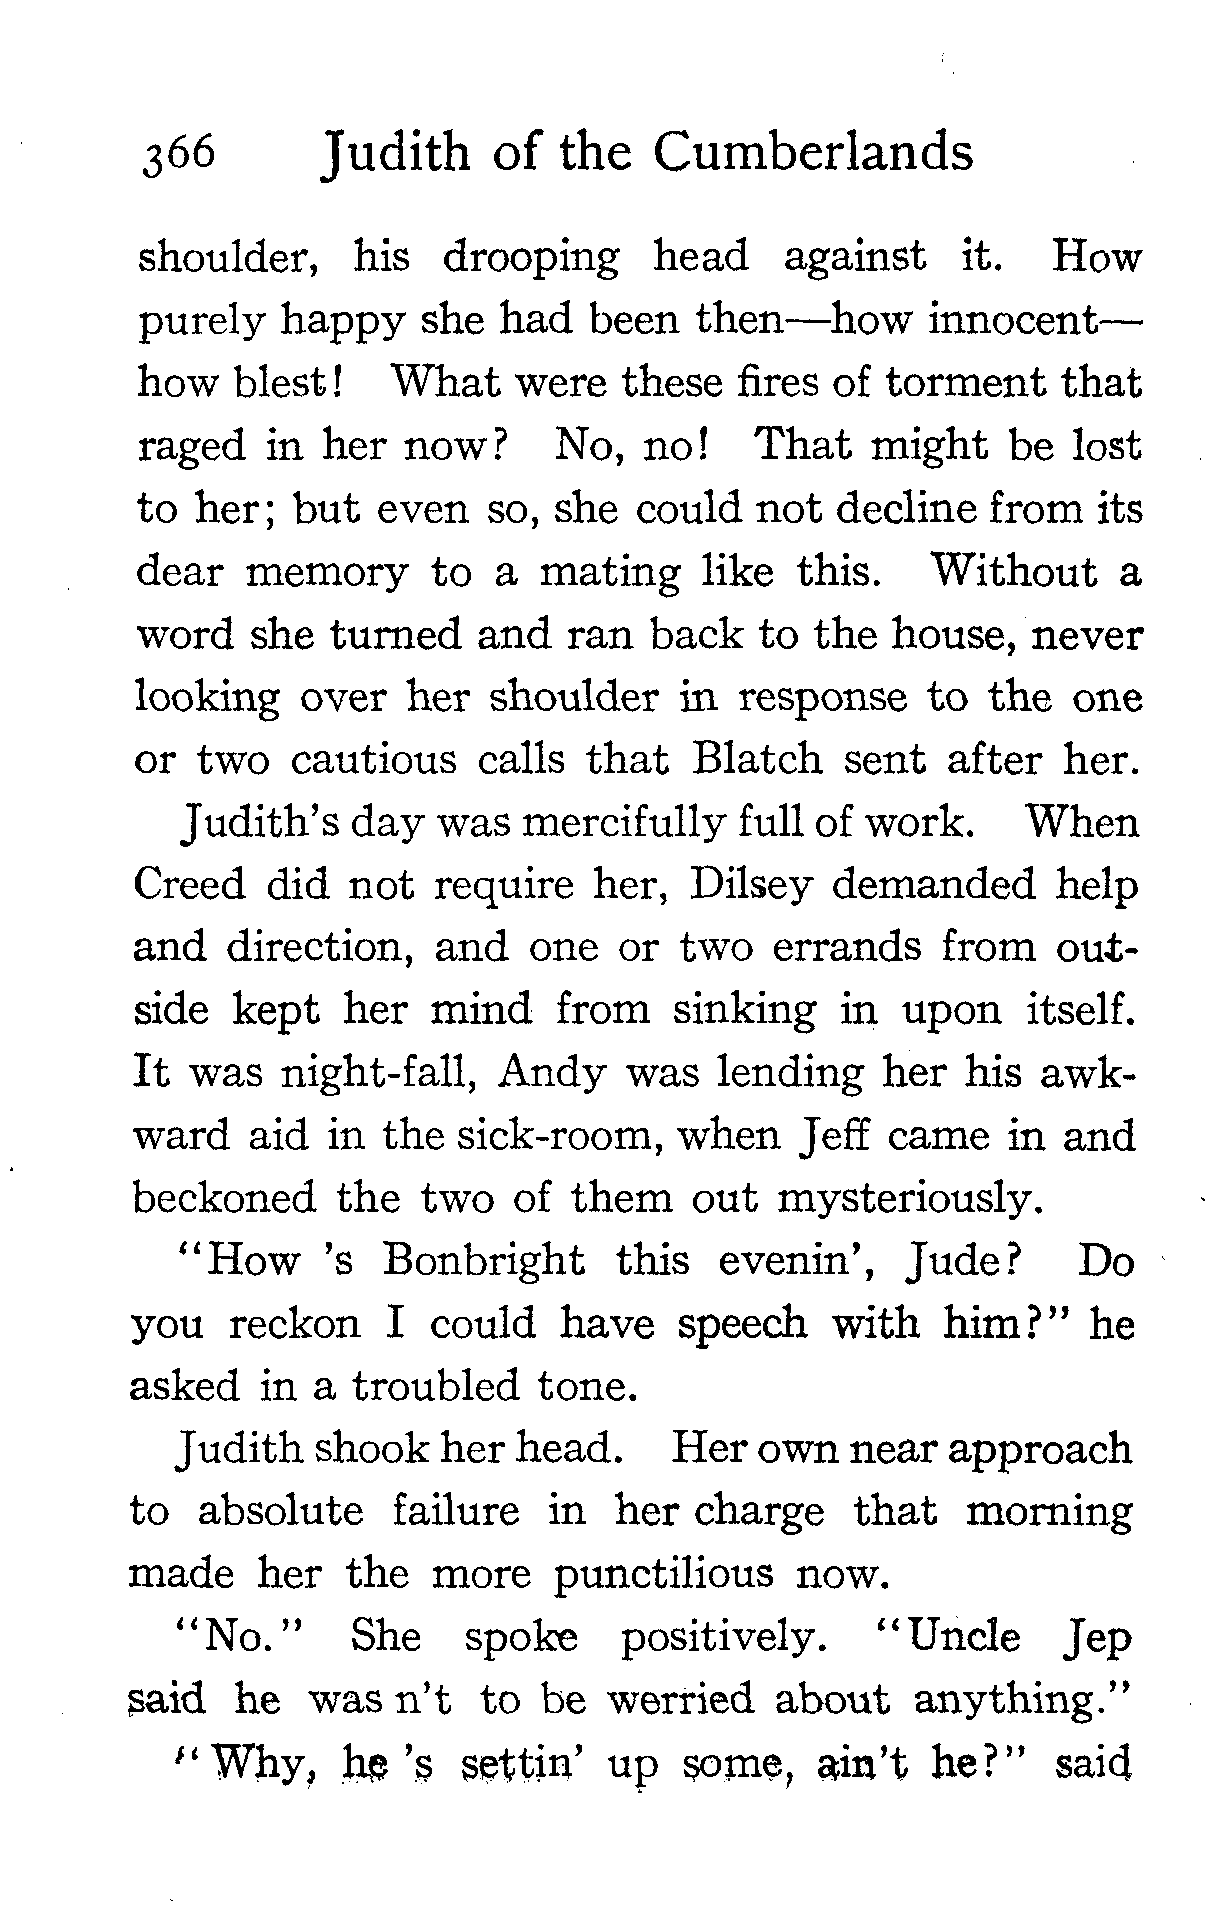 366 Judith of the Cumberlands
shoulder, his drooping head against it. How
purely happy she had been then—how innocent—
how blest! What were these fires of torment that
raged in her now? No, no! That might be lost
to her; but even so, she could not decline from its
dear memory to a mating like this. Without a
word she turned and ran back to the house, never
looking over her shoulder in response to the one
or two cautious calls that Blatch sent after her.
Judith's day was mercifully full of work. When
Creed did not require her, Dilsey demanded help
and direction, and one or two errands from out-
side kept her mind from sinking in upon itself.
It was night-fall, Andy was lending her his awk-
ward aid in the sick-room, when Jeff came in and
beckoned the two of them out mysteriously.
"How 's Bonbright this evenin', Jude? Do
you reckon I could have speech with him?" he
asked in a troubled tone.
Judith shook her head. Her own near approach
to absolute failure in her charge that morning
made her the more punctilious now.
"No." She spoke positively. "Uncle Jep
said he was n't to be werried about anything."
"Why, he 's settin' up some, ain't he?" said